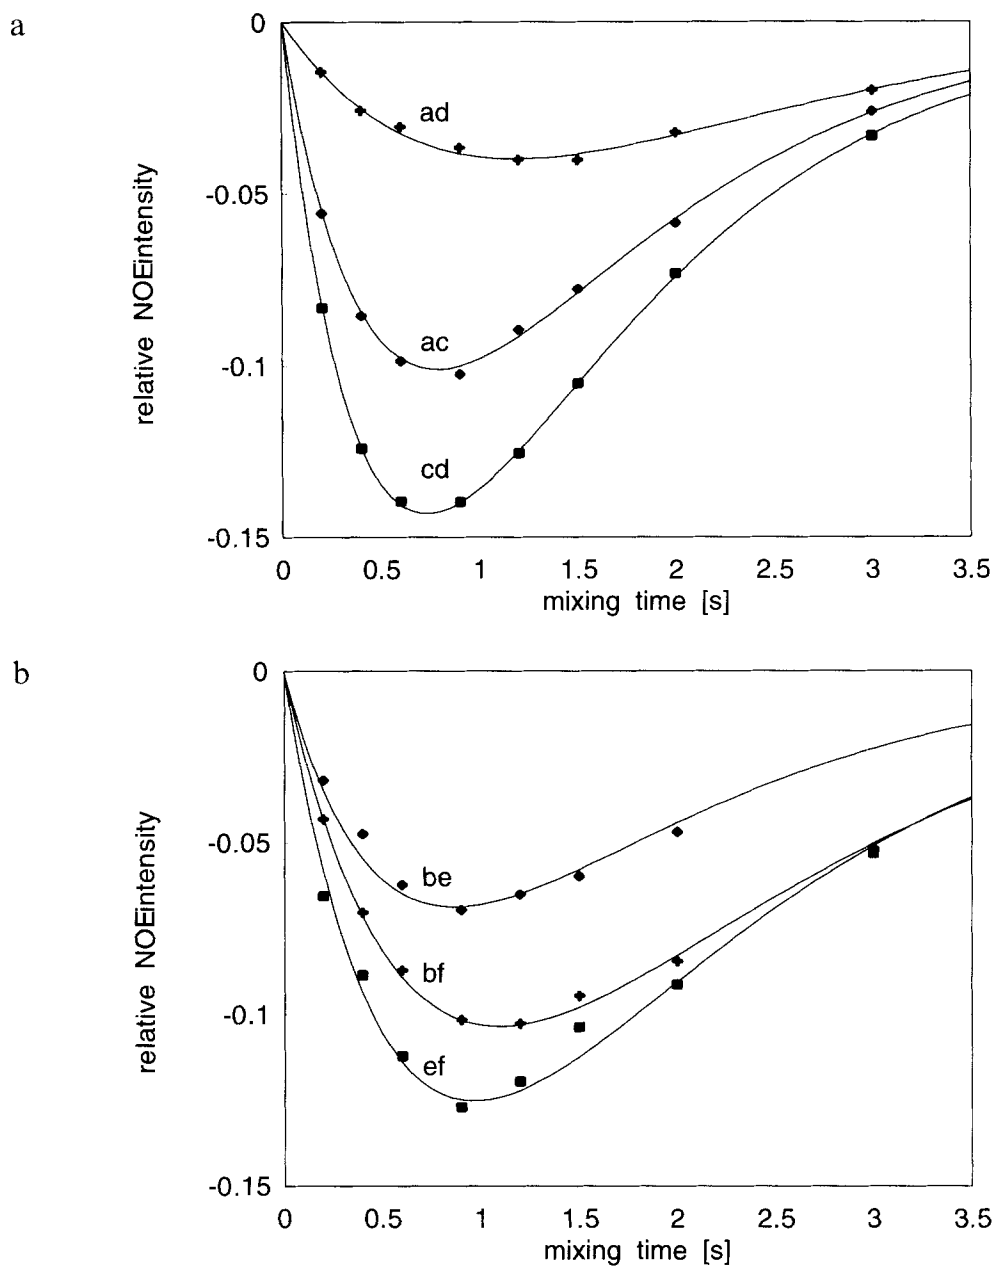 a
0
-0.05
-0.1
-0.15
relative NOEintensity
ad
ac
cd
0 0.5 1 1.5 2 2.5 3 3.5
mixing time [s]
b
0
-0.05
-0.1
-0.15
relative NOEintensity
be
bf
ef
0 0.5 1 1.5 2 2.5 3 3.5
mixing time [s]